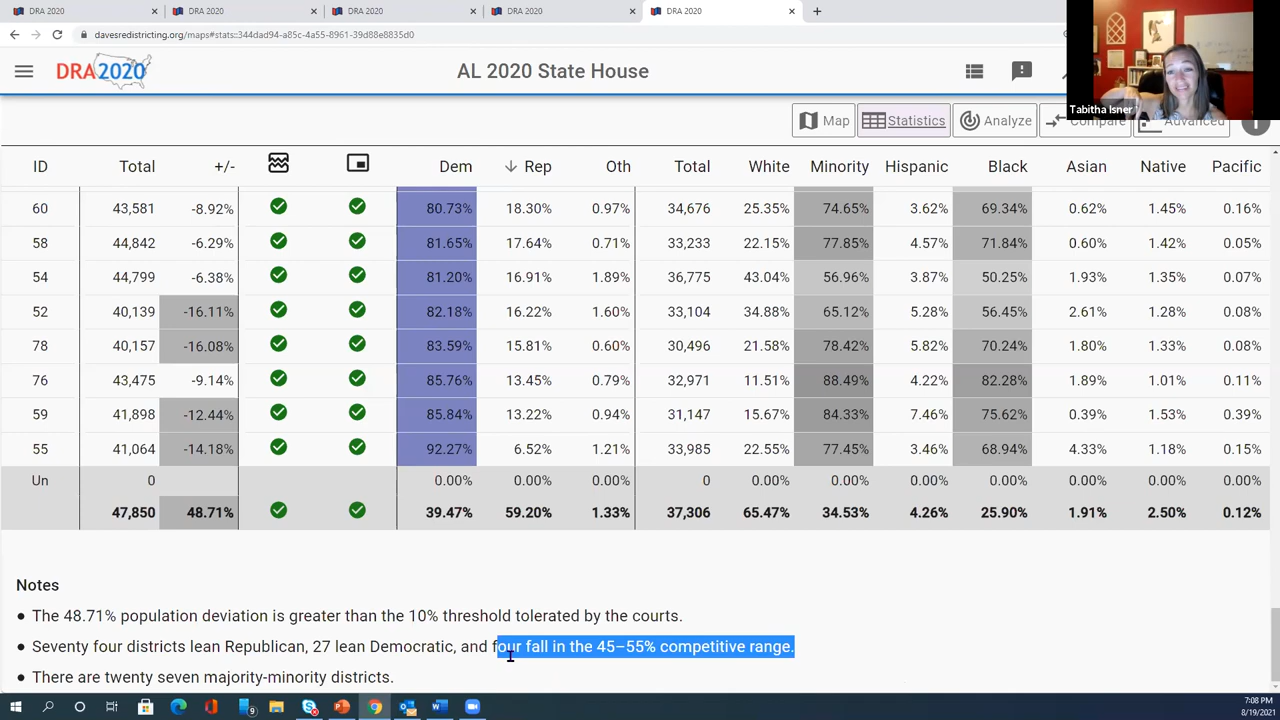 DRA 2020 DRA 2020 DRA 2020 DRA 2020 DRA 2020
davesredistricting.org/maps#stats::344dad94-a85c-4a55-8961-39d88e8835d0
DRA2020 AL 2020 State House
Tabitha Isner
Map Statistics Analyze Compare Advanced
ID Total +/- Dem Rep Oth Total White Minority Hispanic Black Asian Native Pacific
60 43,581 -8.92% 80.73% 18.30% 0.97% 34,676 25.35% 74.65% 3.62% 69.34% 0.62% 1.45% 0.16%
58 44,842 -6.29% 81.65% 17.64% 0.71% 33,233 22.15% 77.85% 4.57% 71.84% 0.60% 1.42% 0.05%
54 44,799 -6.38% 81.20% 16.91% 1.89% 36,775 43.04% 56.96% 3.87% 50.25% 1.93% 1.35% 0.07%
52 40,139 -16.11% 82.18% 16.22% 1.60% 33,104 34.88% 65.12% 5.28% 56.45% 2.61% 1.28% 0.08%
78 40,157 -16.08% 83.59% 15.81% 0.60% 30,496 21.58% 78.42% 5.82% 70.24% 1.80% 1.33% 0.08%
76 43,475 -9.14% 85.76% 13.45% 0.79% 32,971 11.51% 88.49% 4.22% 82.28% 1.89% 1.01% 0.11%
59 41,898 -12.44% 85.84% 13.22% 0.94% 31,147 15.67% 84.33% 7.46% 75.62% 0.39% 1.53% 0.39%
55 41,064 -14.18% 92.27% 6.52% 1.21% 33,985 22.55% 77.45% 3.46% 68.94% 4.33% 1.18% 0.15%
Un 0 0.00% 0.00% 0.00% 0 0.00% 0.00% 0.00% 0.00% 0.00% 0.00% 0.00%
47,850 48.71% 39.47% 59.20% 1.33% 37,306 65.47% 34.53% 4.26% 25.90% 1.91% 2.50% 0.12%
Notes
● The 48.71% population deviation is greater than the 10% threshold tolerated by the courts.
● Seventy four districts lean Republican, 27 lean Democratic, and four fall in the 45–55% competitive range.
● There are twenty seven majority-minority districts.
7:08 PM
8/19/2021